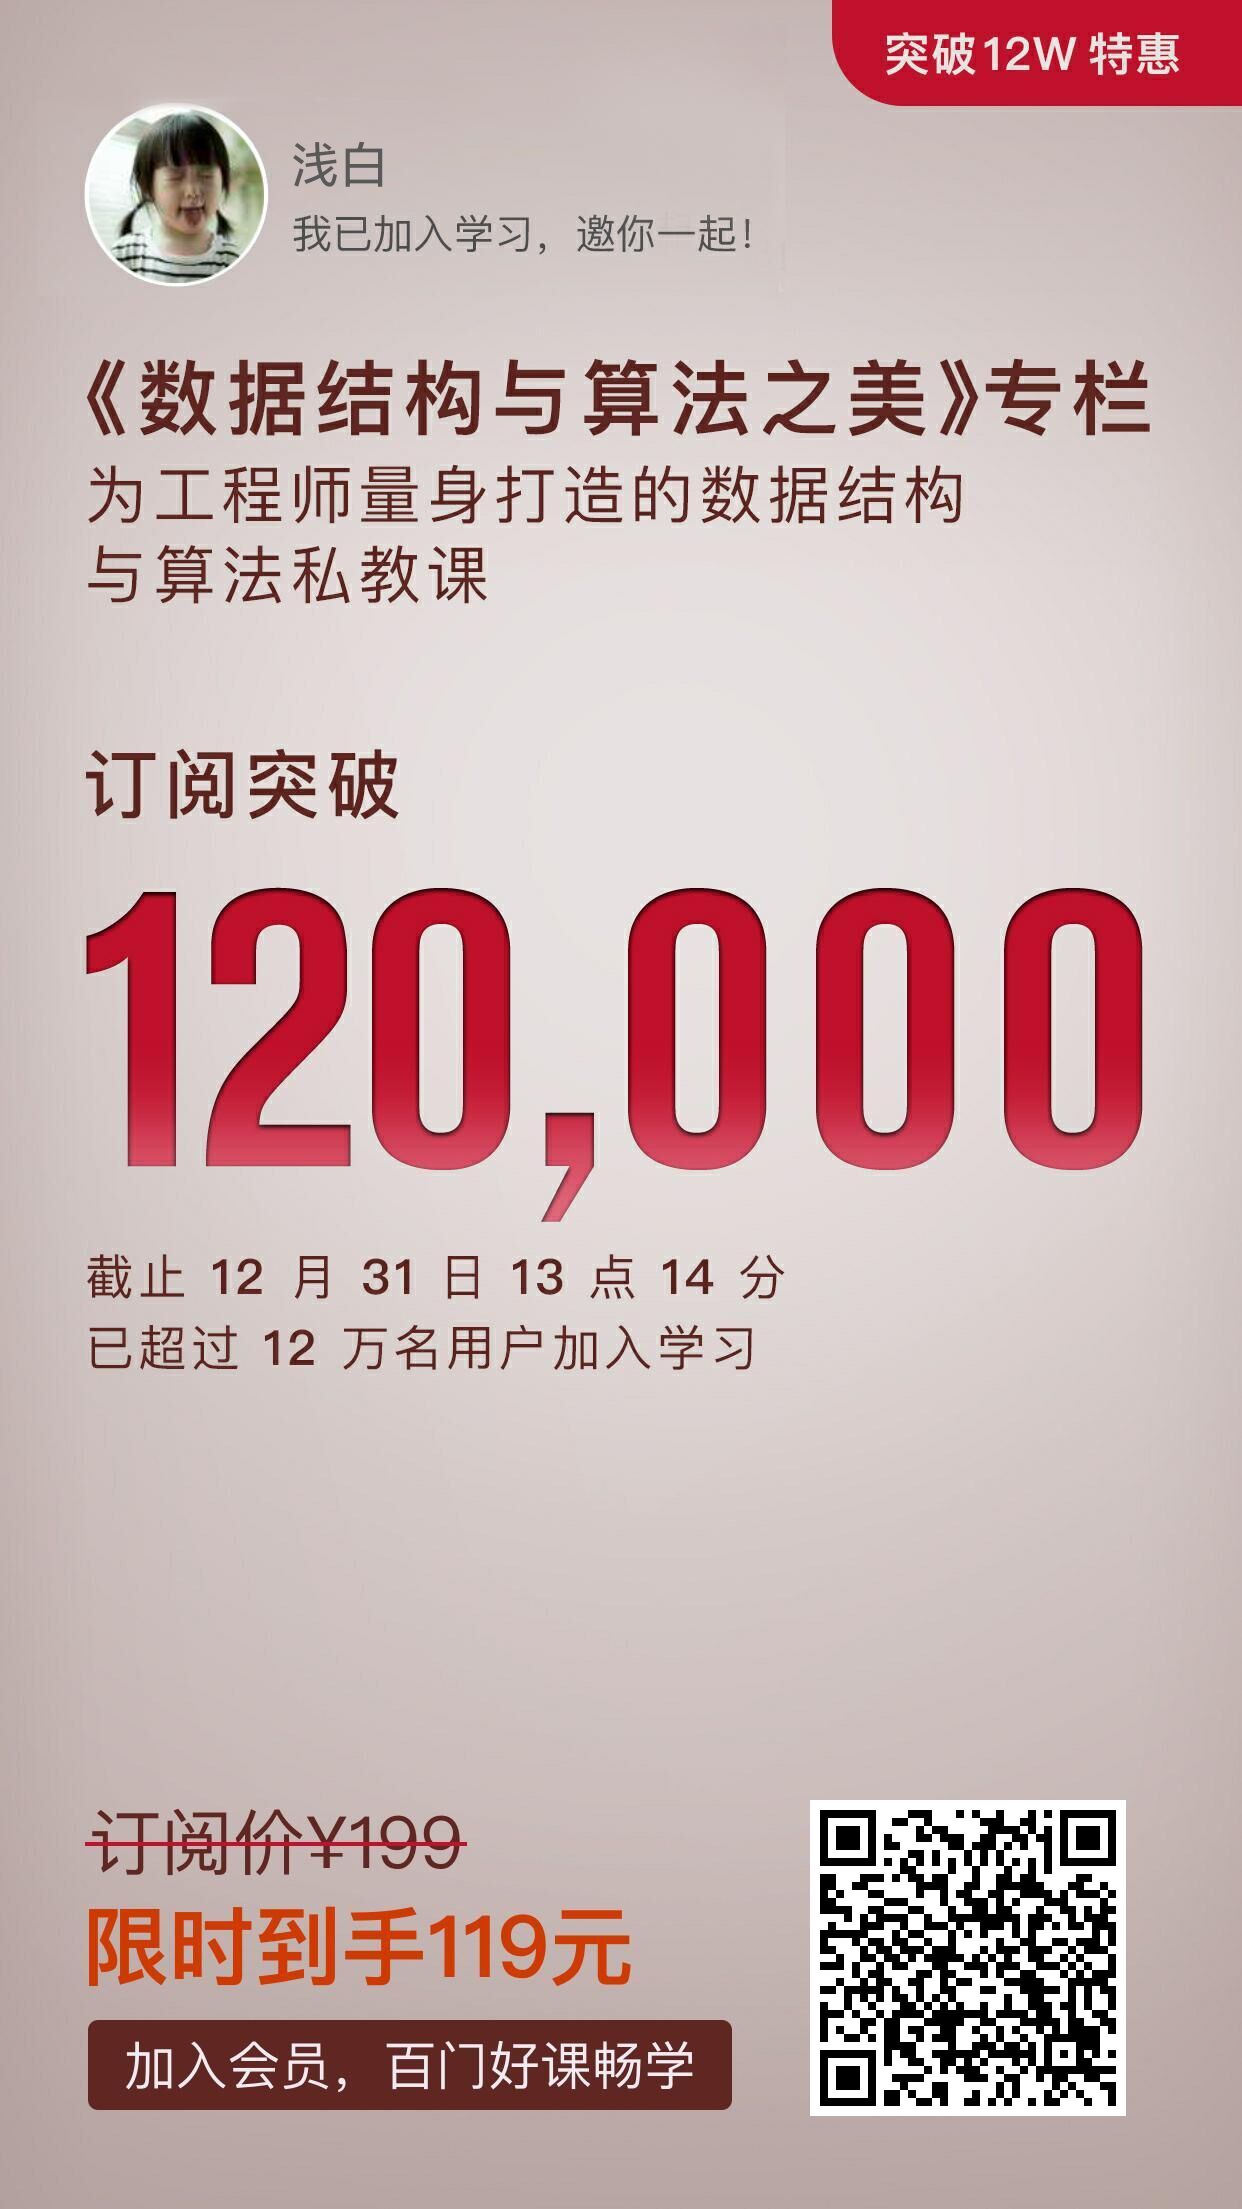 突破12W 特惠
浅白
我已加入学习，邀你一起！
《数据结构与算法之美》专栏
为工程师量身打造的数据结构
与算法私教课
订阅突破
120,000
截止 12 月 31 日 13 点 14 分
已超过 12 万名用户加入学习
订阅价¥199
限时到手119元
加入会员，百门好课畅学